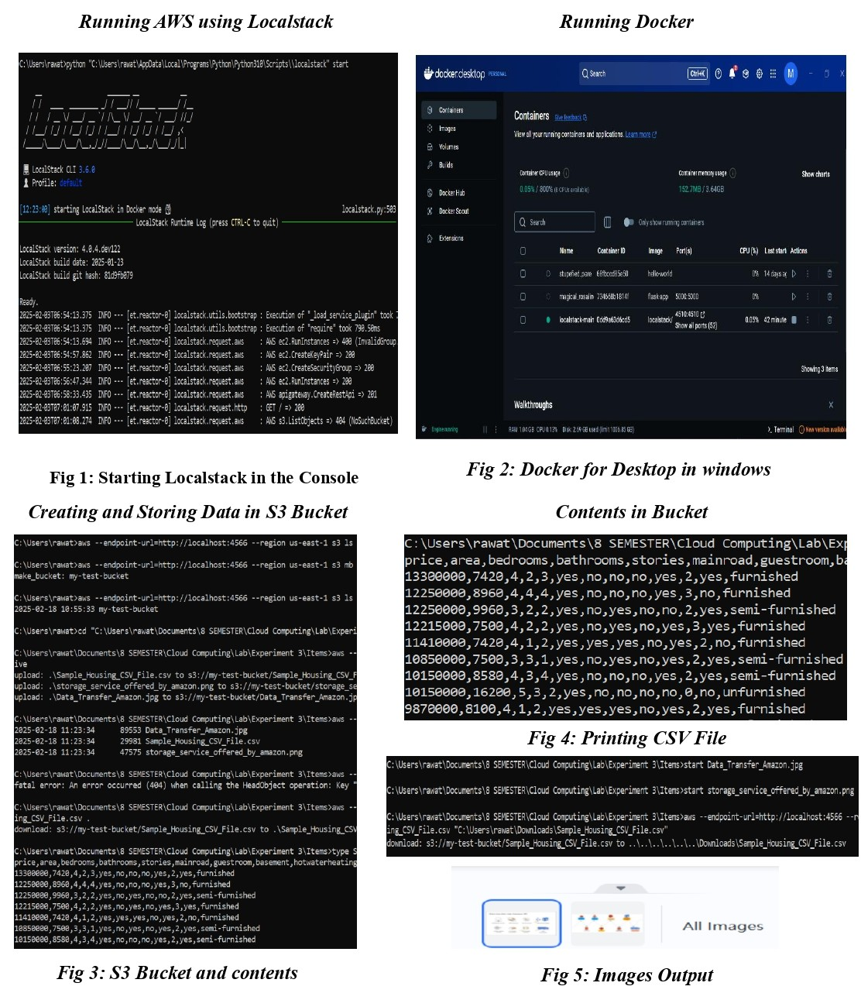 Running AWS using Localstack
C:\Users\rawat>python "C:\Users\rawat\AppData\Local\Programs\Python\Python310\Scripts\\localstack" start
LocalStack
LocalStack CLI 3.6.0
Profile: default
[12:23:00] starting LocalStack in Docker mode localstack.py:503
LocalStack Runtime Log (press CTRL-C to quit)
LocalStack version: 4.0.4.dev122
LocalStack build date: 2025-01-23
LocalStack build git hash: 81d9fb079
Ready.
2025-02-03T06:54:13.375 INFO --- [et.reactor-0] localstack.utils.bootstrap : Execution of "_load_service_plugin" took 7
2025-02-03T06:54:13.375 INFO --- [et.reactor-0] localstack.utils.bootstrap : Execution of "require" took 790.50ms
2025-02-03T06:54:13.694 INFO --- [et.reactor-0] localstack.request.aws : AWS ec2.RunInstances => 400 (InvalidGroup.
2025-02-03T06:54:57.862 INFO --- [et.reactor-0] localstack.request.aws : AWS ec2.CreateKeyPair => 200
2025-02-03T06:55:23.207 INFO --- [et.reactor-0] localstack.request.aws : AWS ec2.CreateSecurityGroup => 200
2025-02-03T06:56:47.344 INFO --- [et.reactor-0] localstack.request.aws : AWS ec2.RunInstances => 200
2025-02-03T06:58:33.435 INFO --- [et.reactor-0] localstack.request.aws : AWS apigateway.CreateRestApi => 201
2025-02-03T07:01:07.915 INFO --- [et.reactor-0] localstack.request.http : GET / => 200
2025-02-03T07:01:08.274 INFO --- [et.reactor-0] localstack.request.aws : AWS s3.ListObjects => 404 (NoSuchBucket)
Fig 1: Starting Localstack in the Console
Running Docker
docker.desktop PERSONAL Search Ctrl+K M
Containers
Images
Volumes
Builds
Docker Hub
Docker Scout
Extensions
Containers Give feedback
View all your running containers and applications. Learn more
Container CPU usage Container memory usage Show charts
0.05% / 800% (8 CPUs available) 152.7MB / 3.64GB
Search Only show running containers
Name Container ID Image Port(s) CPU (%) Last start Actions
stupefied_pare hello-world 0% 14 days ag
magical_rosalin 734668b1814f flask app 5000:5000 0%
localstack-main 0dd9a63d6cd5 localstack/ 4510:4510 0.05% 42 minute
Show all ports (52)
Showing 3 items
Walkthroughs
Engine running RAM 1.04 GB CPU 0.13% Disk: 2.69 GB used (limit 1006.85 GB) Terminal New version available
Fig 2: Docker for Desktop in windows
Creating and Storing Data in S3 Bucket
C:\Users\rawat>aws --endpoint-url=http://localhost:4566 --region us-east-1 s3 ls
C:\Users\rawat>aws --endpoint-url=http://localhost:4566 --region us-east-1 s3 mb
make_bucket: my-test-bucket
C:\Users\rawat>aws --endpoint-url=http://localhost:4566 --region us-east-1 s3 ls
2025-02-18 10:55:33 my-test-bucket
C:\Users\rawat>cd "C:\Users\rawat\Documents\8 SEMESTER\Cloud Computing\Lab\Experi
C:\Users\rawat\Documents\8 SEMESTER\Cloud Computing\Lab\Experiment 3\Items>aws --
ive
upload: .\Sample_Housing_CSV_File.csv to s3://my-test-bucket/Sample_Housing_CSV_F
upload: .\storage_service_offered_by_amazon.png to s3://my-test-bucket/storage_se
upload: .\Data_Transfer_Amazon.jpg to s3://my-test-bucket/Data_Transfer_Amazon.jp
C:\Users\rawat\Documents\8 SEMESTER\Cloud Computing\Lab\Experiment 3\Items>aws --
2025-02-18 11:23:34 89553 Data_Transfer_Amazon.jpg
2025-02-18 11:23:34 29981 Sample_Housing_CSV_File.csv
2025-02-18 11:23:34 47575 storage_service_offered_by_amazon.png
C:\Users\rawat\Documents\8 SEMESTER\Cloud Computing\Lab\Experiment 3\Items>aws --
fatal error: An error occurred (404) when calling the HeadObject operation: Key "
C:\Users\rawat\Documents\8 SEMESTER\Cloud Computing\Lab\Experiment 3\Items>aws --
ing_CSV_File.csv .
download: s3://my-test-bucket/Sample_Housing_CSV_File.csv to .\Sample_Housing_CSV
C:\Users\rawat\Documents\8 SEMESTER\Cloud Computing\Lab\Experiment 3\Items>type S
price,area,bedrooms,bathrooms,stories,mainroad,guestroom,basement,hotwaterheating
13300000,7420,4,2,3,yes,no,no,no,yes,2,yes,furnished
12250000,8960,4,4,4,yes,no,no,no,yes,3,no,furnished
12250000,9960,3,2,2,yes,no,yes,no,no,2,yes,semi-furnished
12215000,7500,4,2,2,yes,no,yes,no,yes,3,yes,furnished
11410000,7420,4,1,2,yes,yes,yes,no,yes,2,no,furnished
10850000,7500,3,3,1,yes,no,yes,no,yes,2,yes,semi-furnished
10150000,8580,4,3,4,yes,no,no,no,yes,2,yes,semi-furnished
Fig 3: S3 Bucket and contents
Contents in Bucket
C:\Users\rawat\Documents\8 SEMESTER\Cloud Computing\Lab\Exp
price,area,bedrooms,bathrooms,stories,mainroad,guestroom,ba
13300000,7420,4,2,3,yes,no,no,no,yes,2,yes,furnished
12250000,8960,4,4,4,yes,no,no,no,yes,3,no,furnished
12250000,9960,3,2,2,yes,no,yes,no,no,2,yes,semi-furnished
12215000,7500,4,2,2,yes,no,yes,no,yes,3,yes,furnished
11410000,7420,4,1,2,yes,yes,yes,no,yes,2,no,furnished
10850000,7500,3,3,1,yes,no,yes,no,yes,2,yes,semi-furnished
10150000,8580,4,3,4,yes,no,no,no,yes,2,yes,semi-furnished
10150000,16200,5,3,2,yes,no,no,no,no,0,no,unfurnished
9870000,8100,4,1,2,yes,yes,yes,no,yes,2,yes,furnished
Fig 4: Printing CSV File
C:\Users\rawat\Documents\8 SEMESTER\Cloud Computing\Lab\Experiment 3\Items>start Data_Transfer_Amazon.jpg
C:\Users\rawat\Documents\8 SEMESTER\Cloud Computing\Lab\Experiment 3\Items>start storage_service_offered_by_amazon.png
C:\Users\rawat\Documents\8 SEMESTER\Cloud Computing\Lab\Experiment 3\Items>aws --endpoint-url=http://localhost:4566 --re
ing_CSV_File.csv "C:\Users\rawat\Downloads\Sample_Housing_CSV_File.csv"
download: s3://my-test-bucket/Sample_Housing_CSV_File.csv to ..\..\..\..\..\..\Downloads\Sample_Housing_CSV_File.csv
All Images
Fig 5: Images Output